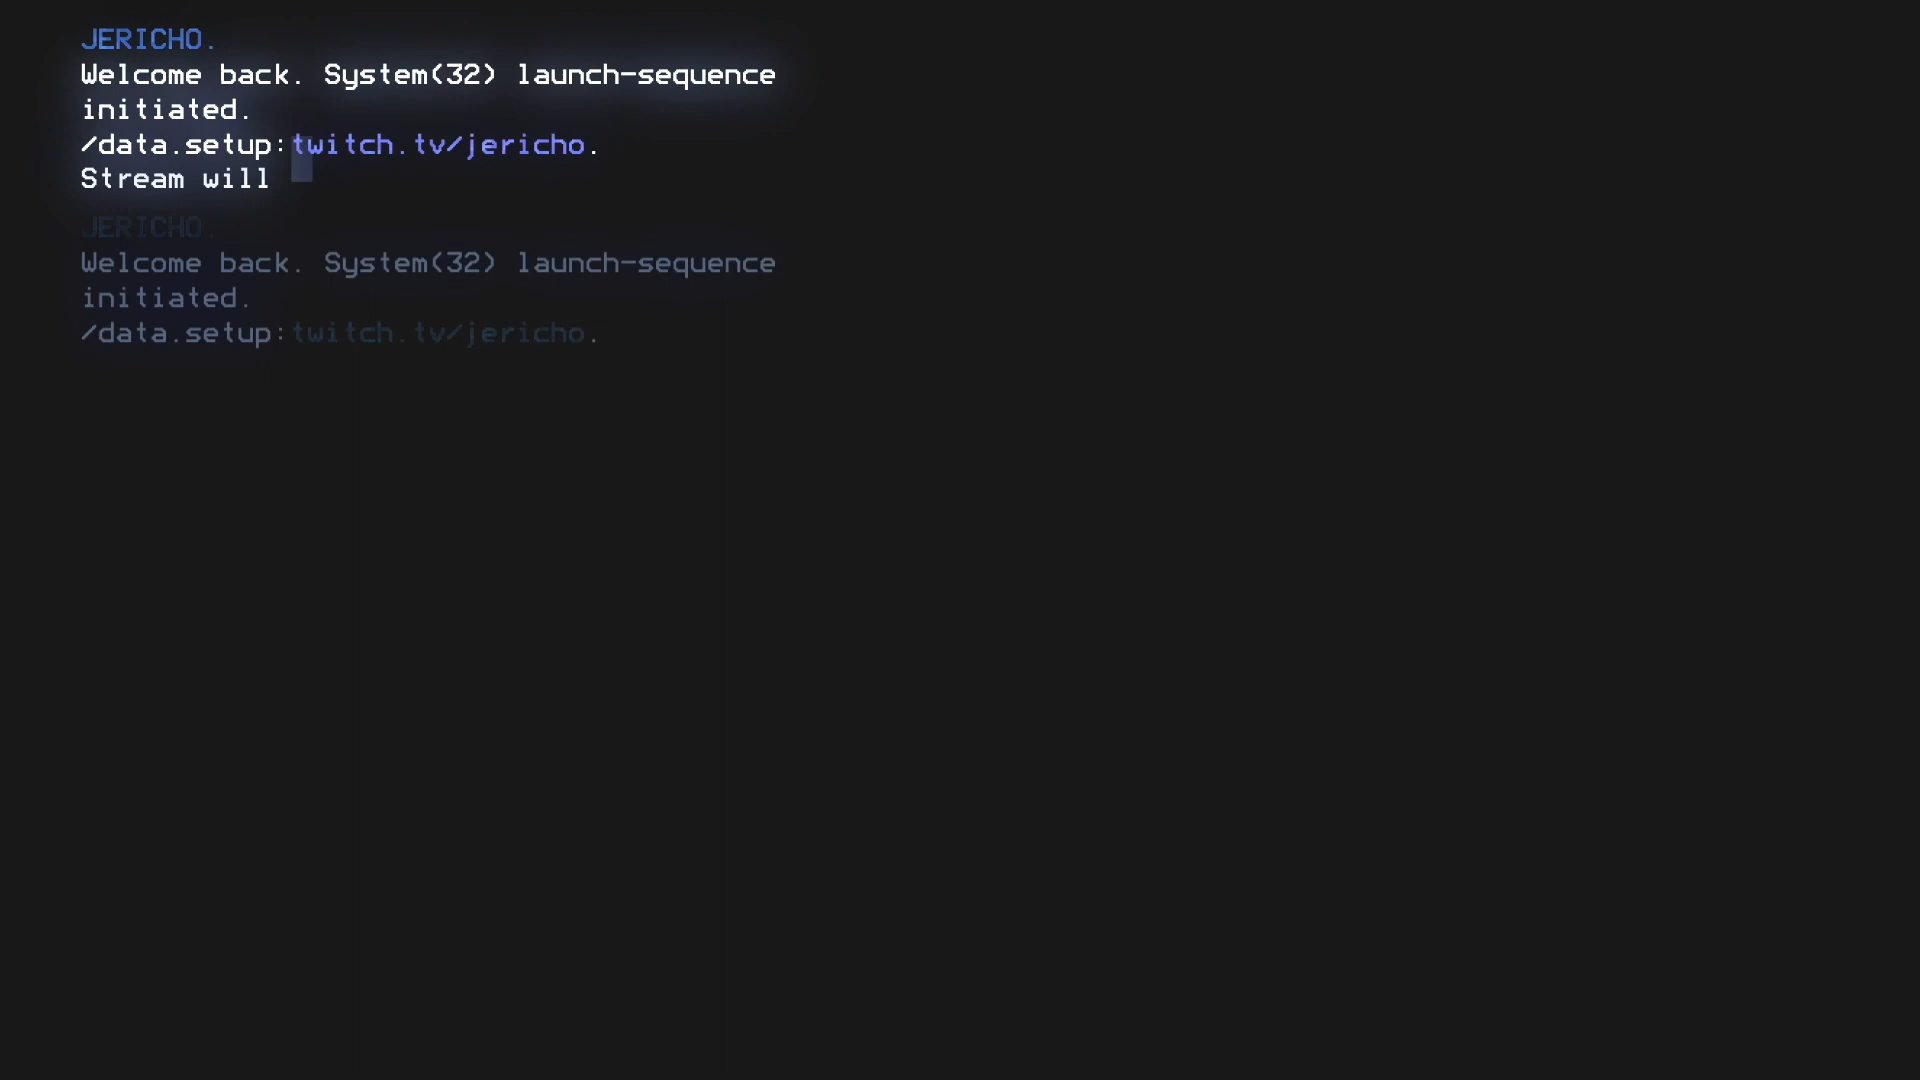 JERICHO.
Welcome back. System(32) launch-sequence
initiated.
/data.setup:twitch.tv/jericho.
Stream will
JERICHO.
Welcome back. System(32) launch-sequence
initiated.
/data.setup:twitch.tv/jericho.